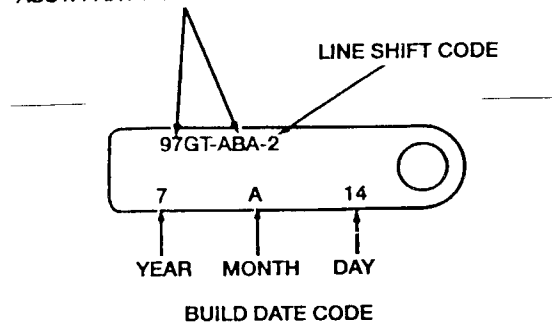 LINE SHIFT CODE
97GT-ABA-2
7 A 14
YEAR MONTH DAY
BUILD DATE CODE